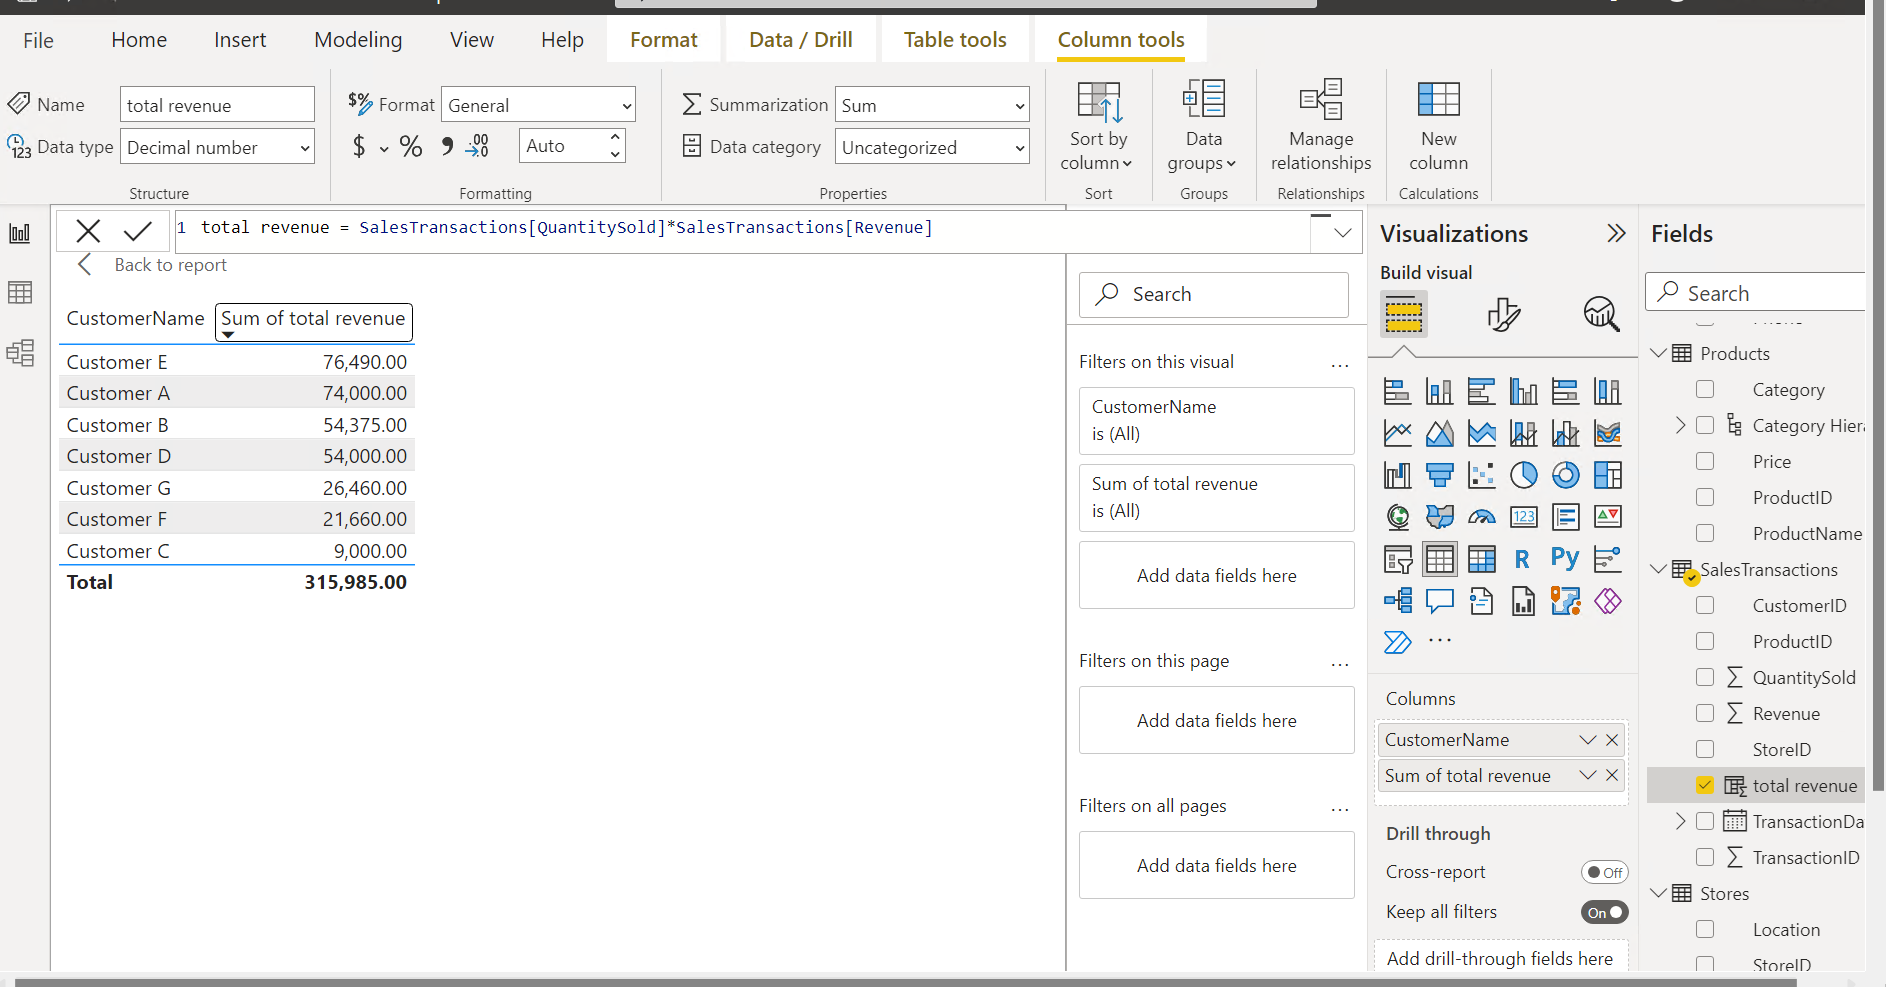 File Home Insert Modeling View Help Format Data / Drill Table tools Column tools
Name total revenue
Data type Decimal number
Structure
$% Format General
$ % 9 .00 Auto
Formatting
Summarization Sum
Data category Uncategorized
Properties
Sort by
column
Sort
Data
groups
Groups
Manage
relationships
Relationships
New
column
Calculations
1 total revenue = SalesTransactions[QuantitySold]*SalesTransactions[Revenue]
Back to report
CustomerName Sum of total revenue
Customer E 76,490.00
Customer A 74,000.00
Customer B 54,375.00
Customer D 54,000.00
Customer G 26,460.00
Customer F 21,660.00
Customer C 9,000.00
Total 315,985.00
Search
Filters on this visual ...
CustomerName
is (All)
Sum of total revenue
is (All)
Add data fields here
Filters on this page ...
Add data fields here
Filters on all pages ...
Add data fields here
Visualizations
Build visual
123
R Py
...
Columns
CustomerName
Sum of total revenue
Drill through
Cross-report Off
Keep all filters On
Add drill-through fields here
Fields
Search
Products
Category
Category Hier
Price
ProductID
ProductName
SalesTransactions
CustomerID
ProductID
QuantitySold
Revenue
StoreID
total revenue
TransactionDa
TransactionID
Stores
Location
StoreID